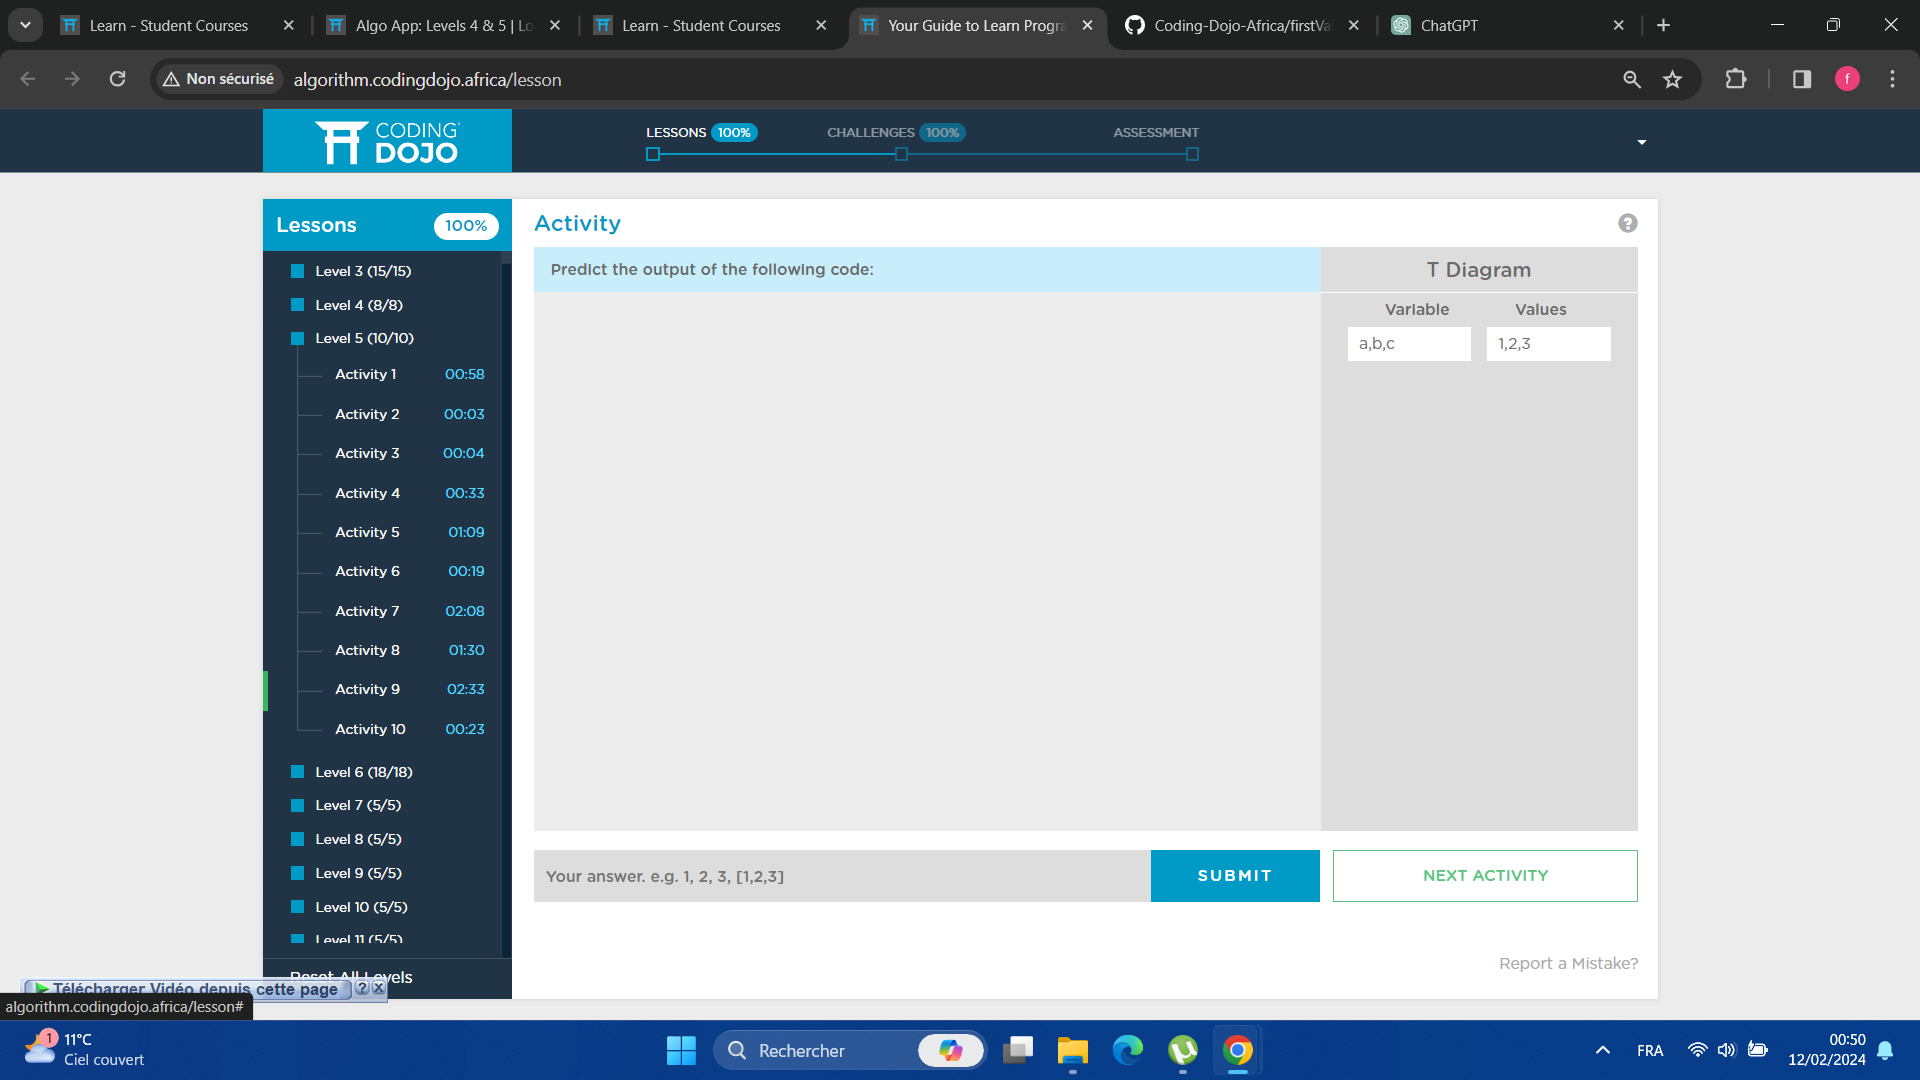 Learn - Student Courses
Algo App: Levels 4 & 5 | Lo
Learn - Student Courses
Your Guide to Learn Progra
Coding-Dojo-Africa/firstVa
ChatGPT
Non sécurisé
algorithm.codingdojo.africa/lesson
f
CODING
DOJO
LESSONS 100%
CHALLENGES 100%
ASSESSMENT
Lessons 100%
Level 3 (15/15)
Level 4 (8/8)
Level 5 (10/10)
Activity 1 00:58
Activity 2 00:03
Activity 3 00:04
Activity 4 00:33
Activity 5 01:09
Activity 6 00:19
Activity 7 02:08
Activity 8 01:30
Activity 9 02:33
Activity 10 00:23
Level 6 (18/18)
Level 7 (5/5)
Level 8 (5/5)
Level 9 (5/5)
Level 10 (5/5)
Level 11 (5/5)
Reset All Levels
Activity
?
Predict the output of the following code:
T Diagram
Variable Values
a,b,c 1,2,3
Your answer. e.g. 1, 2, 3, [1,2,3]
SUBMIT
NEXT ACTIVITY
Report a Mistake?
Télécharger Vidéo depuis cette page ? X
algorithm.codingdojo.africa/lesson#
1
11°C
Ciel couvert
Rechercher
FRA
00:50
12/02/2024